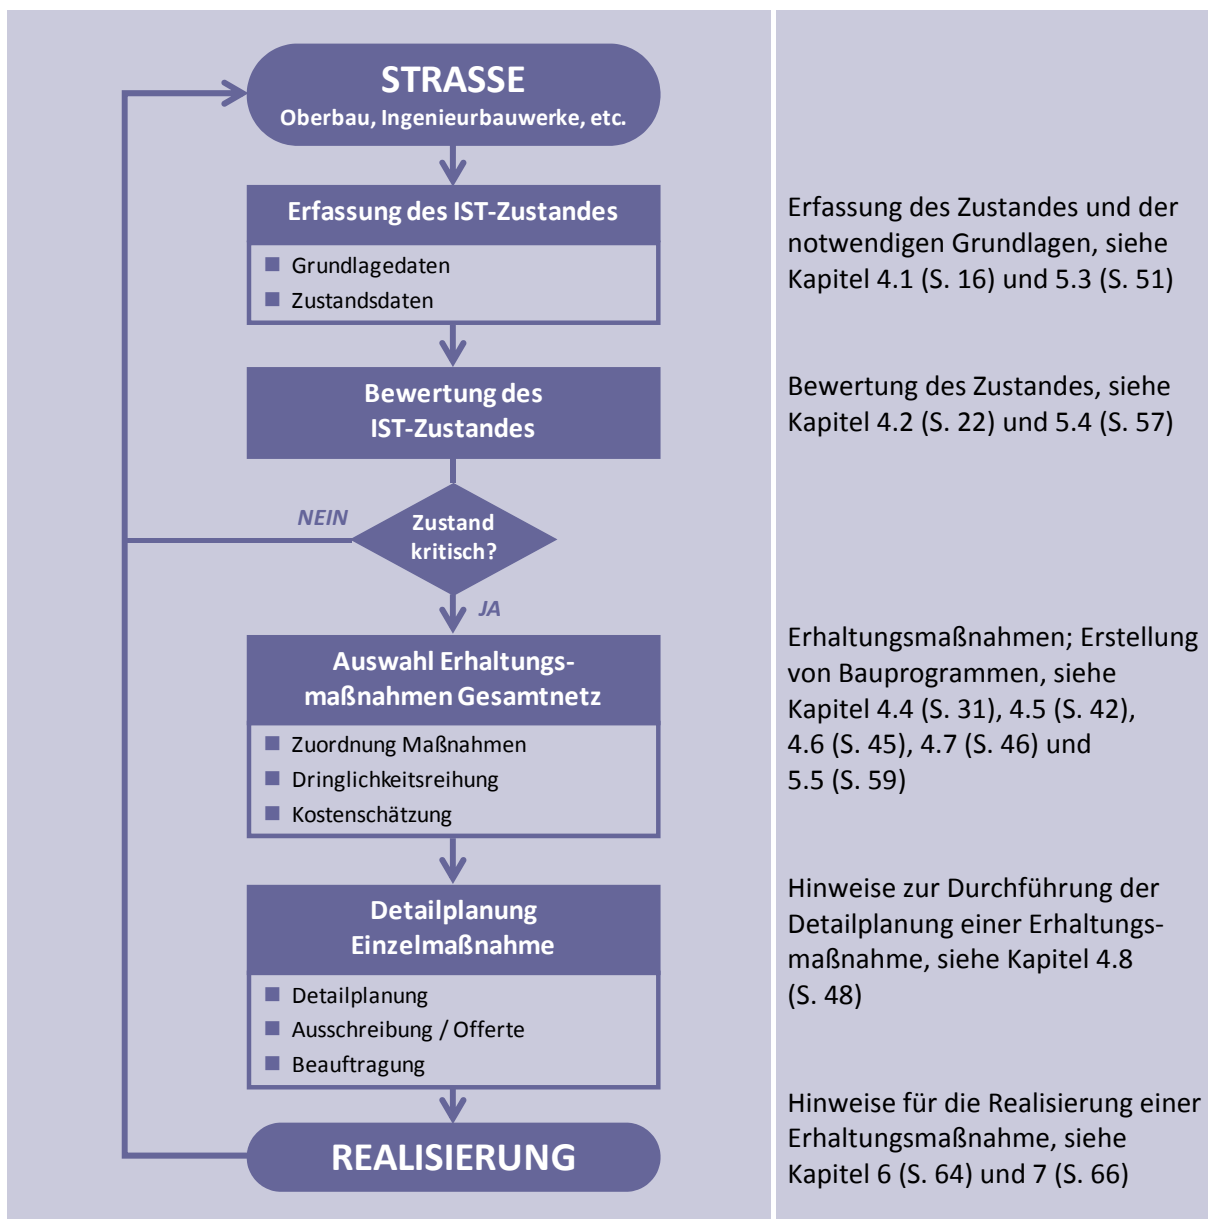 STRASSE
Oberbau, Ingenieurbauwerke, etc.
Erfassung des IST-Zustandes
Grundlagedaten
Zustandsdaten
Erfassung des Zustandes und der
notwendigen Grundlagen, siehe
Kapitel 4.1 (S. 16) und 5.3 (S. 51)
Bewertung des
IST-Zustandes
Bewertung des Zustandes, siehe
Kapitel 4.2 (S. 22) und 5.4 (S. 57)
NEIN
Zustand
kritisch?
JA
Auswahl Erhaltungs-
maßnahmen Gesamtnetz
Zuordnung Maßnahmen
Dringlichkeitsreihung
Kostenschätzung
Erhaltungsmaßnahmen; Erstellung
von Bauprogrammen, siehe
Kapitel 4.4 (S. 31), 4.5 (S. 42),
4.6 (S. 45), 4.7 (S. 46) und
5.5 (S. 59)
Detailplanung
Einzelmaßnahme
Detailplanung
Ausschreibung / Offerte
Beauftragung
Hinweise zur Durchführung der
Detailplanung einer Erhaltungs-
maßnahme, siehe Kapitel 4.8
(S. 48)
REALISIERUNG
Hinweise für die Realisierung einer
Erhaltungsmaßnahme, siehe
Kapitel 6 (S. 64) und 7 (S. 66)